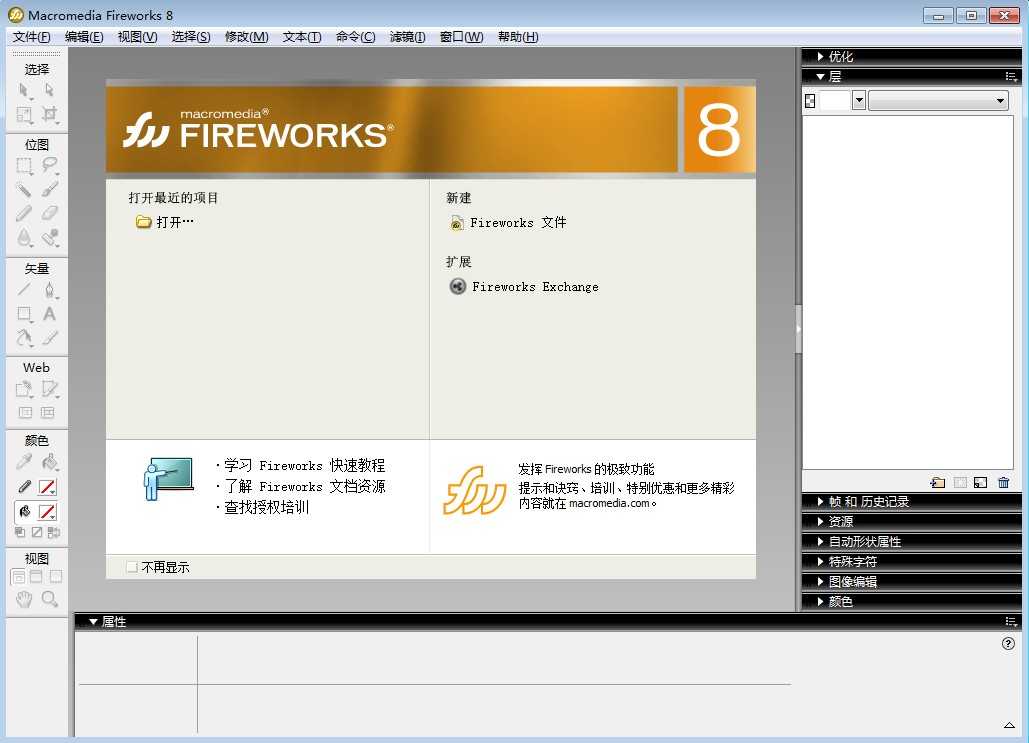 Macromedia Fireworks 8
文件(F) 编辑(E) 视图(V) 选择(S) 修改(M) 文本(T) 命令(C) 滤镜(I) 窗口(W) 帮助(H)
选择
位图
矢量
Web
颜色
视图
macromedia®
FIREWORKS®
8
打开最近的项目
打开…
新建
Fireworks 文件
扩展
Fireworks Exchange
·学习 Fireworks 快速教程
·了解 Fireworks 文档资源
·查找授权培训
发挥 Fireworks 的极致功能
提示和诀窍、培训、特别优惠和更多精彩
内容就在 macromedia.com。
不再显示
优化
层
帧 和 历史记录
资源
自动形状属性
特殊字符
图像编辑
颜色
属性